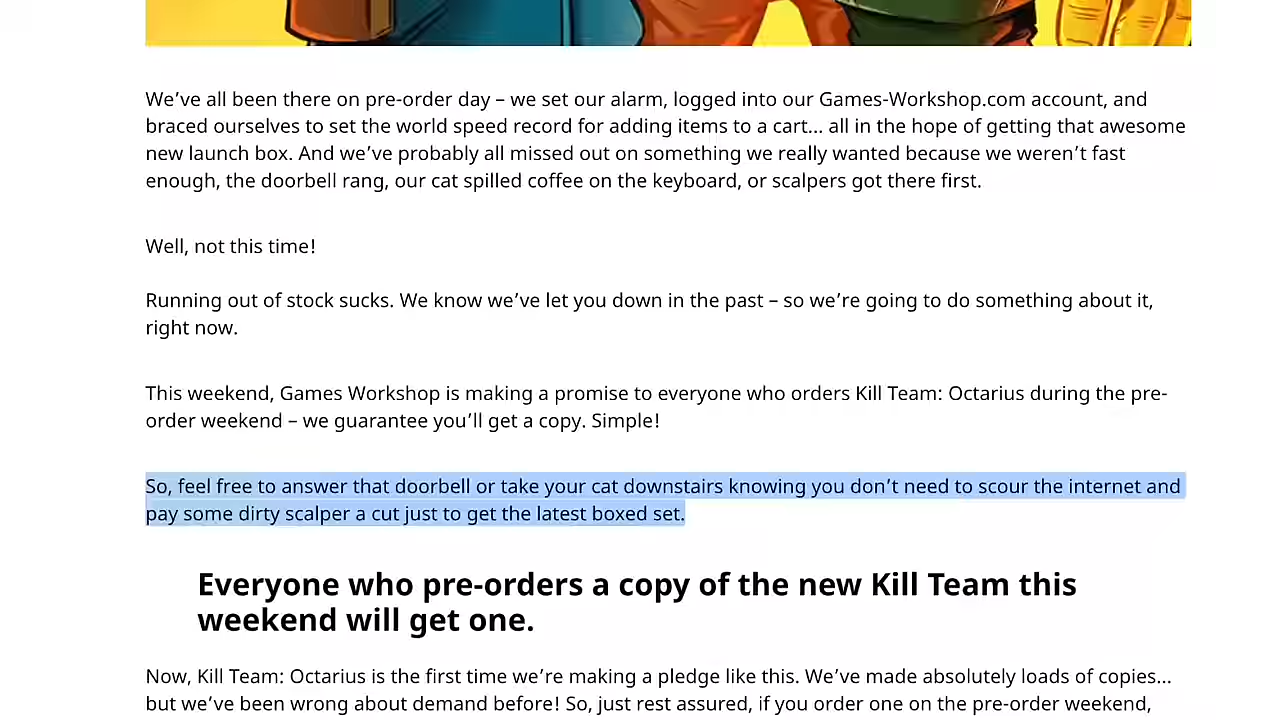 We’ve all been there on pre-order day – we set our alarm, logged into our Games-Workshop.com account, and
braced ourselves to set the world speed record for adding items to a cart… all in the hope of getting that awesome
new launch box. And we’ve probably all missed out on something we really wanted because we weren’t fast
enough, the doorbell rang, our cat spilled coffee on the keyboard, or scalpers got there first.
Well, not this time!
Running out of stock sucks. We know we’ve let you down in the past – so we’re going to do something about it,
right now.
This weekend, Games Workshop is making a promise to everyone who orders Kill Team: Octarius during the pre-
order weekend – we guarantee you’ll get a copy. Simple!
So, feel free to answer that doorbell or take your cat downstairs knowing you don’t need to scour the internet and
pay some dirty scalper a cut just to get the latest boxed set.
Everyone who pre-orders a copy of the new Kill Team this
weekend will get one.
Now, Kill Team: Octarius is the first time we’re making a pledge like this. We’ve made absolutely loads of copies…
but we’ve been wrong about demand before! So, just rest assured, if you order one on the pre-order weekend,